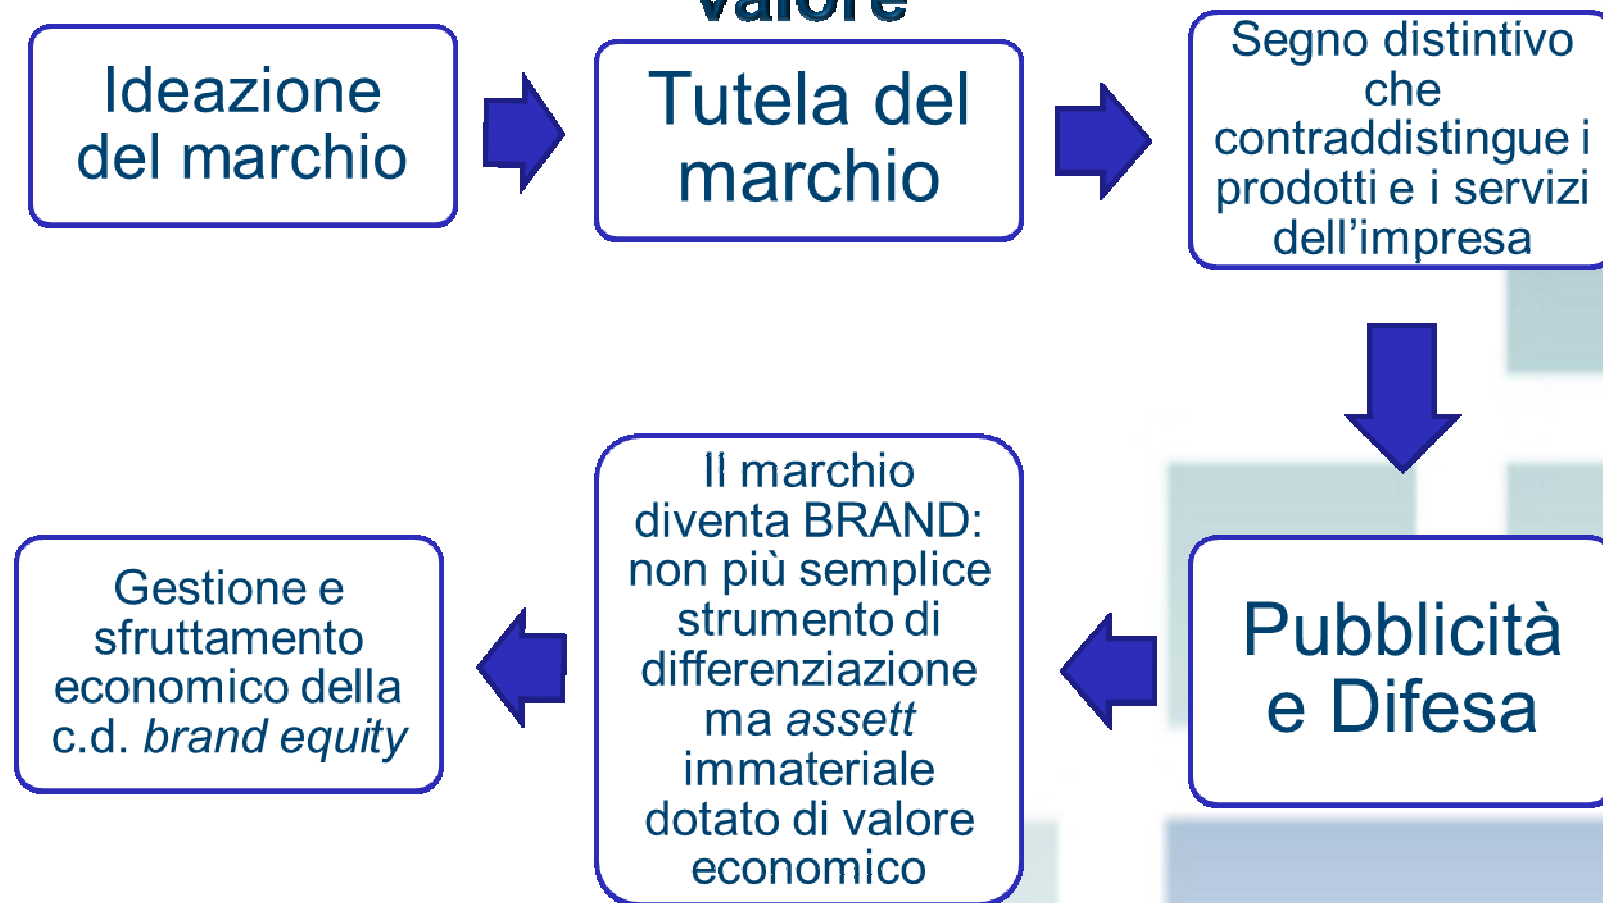 valore
Ideazione
del marchio
Tutela del
marchio
Segno distintivo
che
contraddistingue i
prodotti e i servizi
dell'impresa
Pubblicità
e Difesa
Il marchio
diventa BRAND:
non più semplice
strumento di
differenziazione
ma assett
immateriale
dotato di valore
economico
Gestione e
sfruttamento
economico della
c.d. brand equity